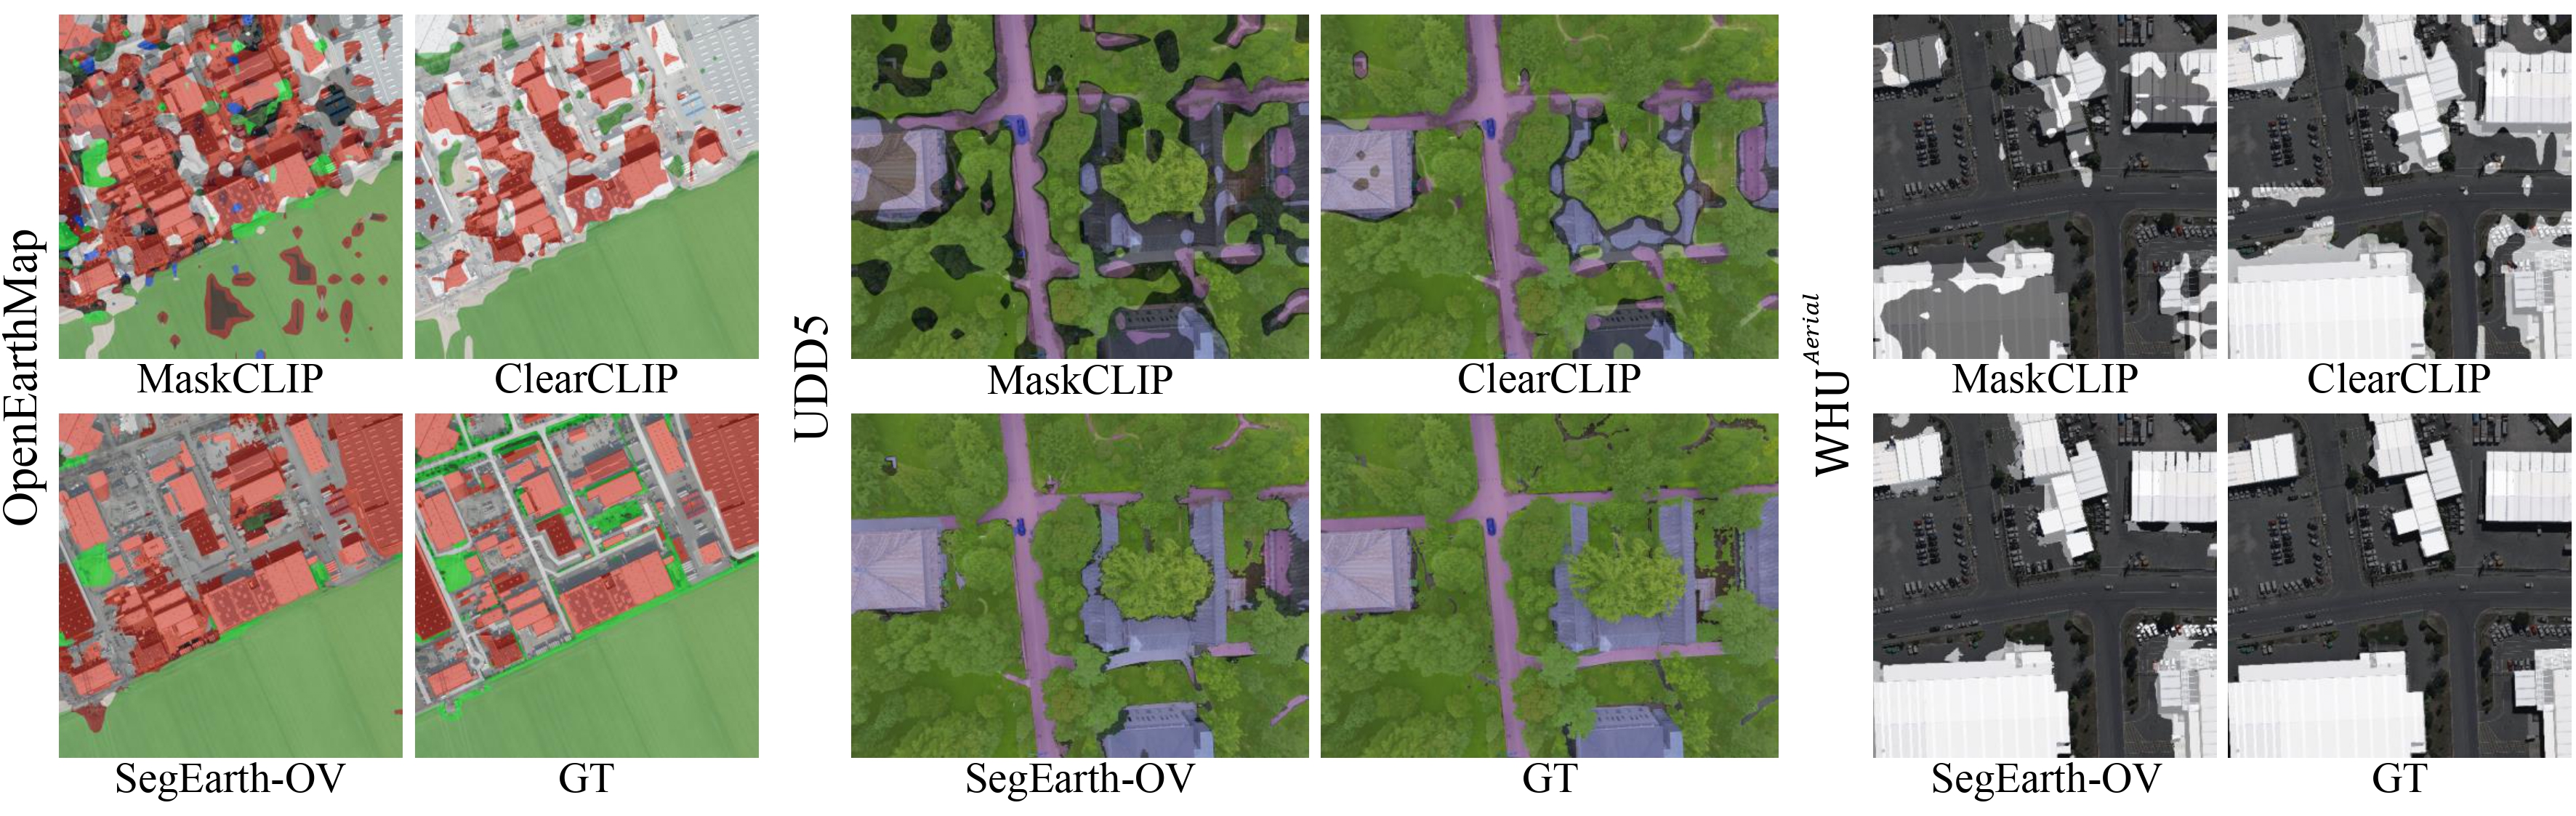 OpenEarthMap
MaskCLIP
ClearCLIP
SegEarth-OV
GT
UDD5
MaskCLIP
ClearCLIP
SegEarth-OV
GT
WHU^Aerial
MaskCLIP
ClearCLIP
SegEarth-OV
GT